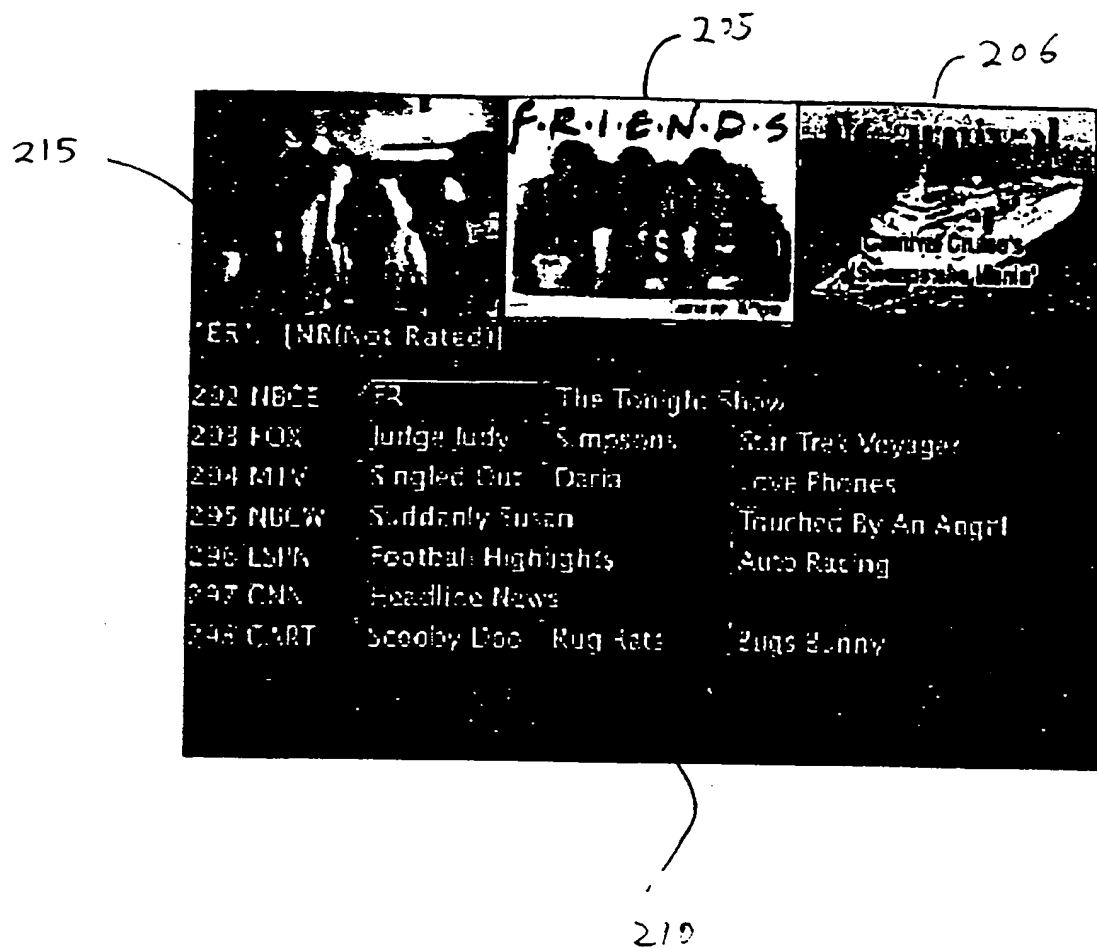 205
206
215
F·R·I·E·N·D·S
Carnival Cruise's
"ER". [NR(Not Rated)]
292 NBCE ER The Tonight Show
293 FOX Judge Judy Simpsons Star Trek Voyager
294 MTV Singled Out Daria Love Phones
295 NBCW Suddenly Susan Touched By An Angel
296 ESPN Football Highlights Auto Racing
297 CNN Headline News
298 CART Scooby Doo Rug Rats Bugs Bunny
210